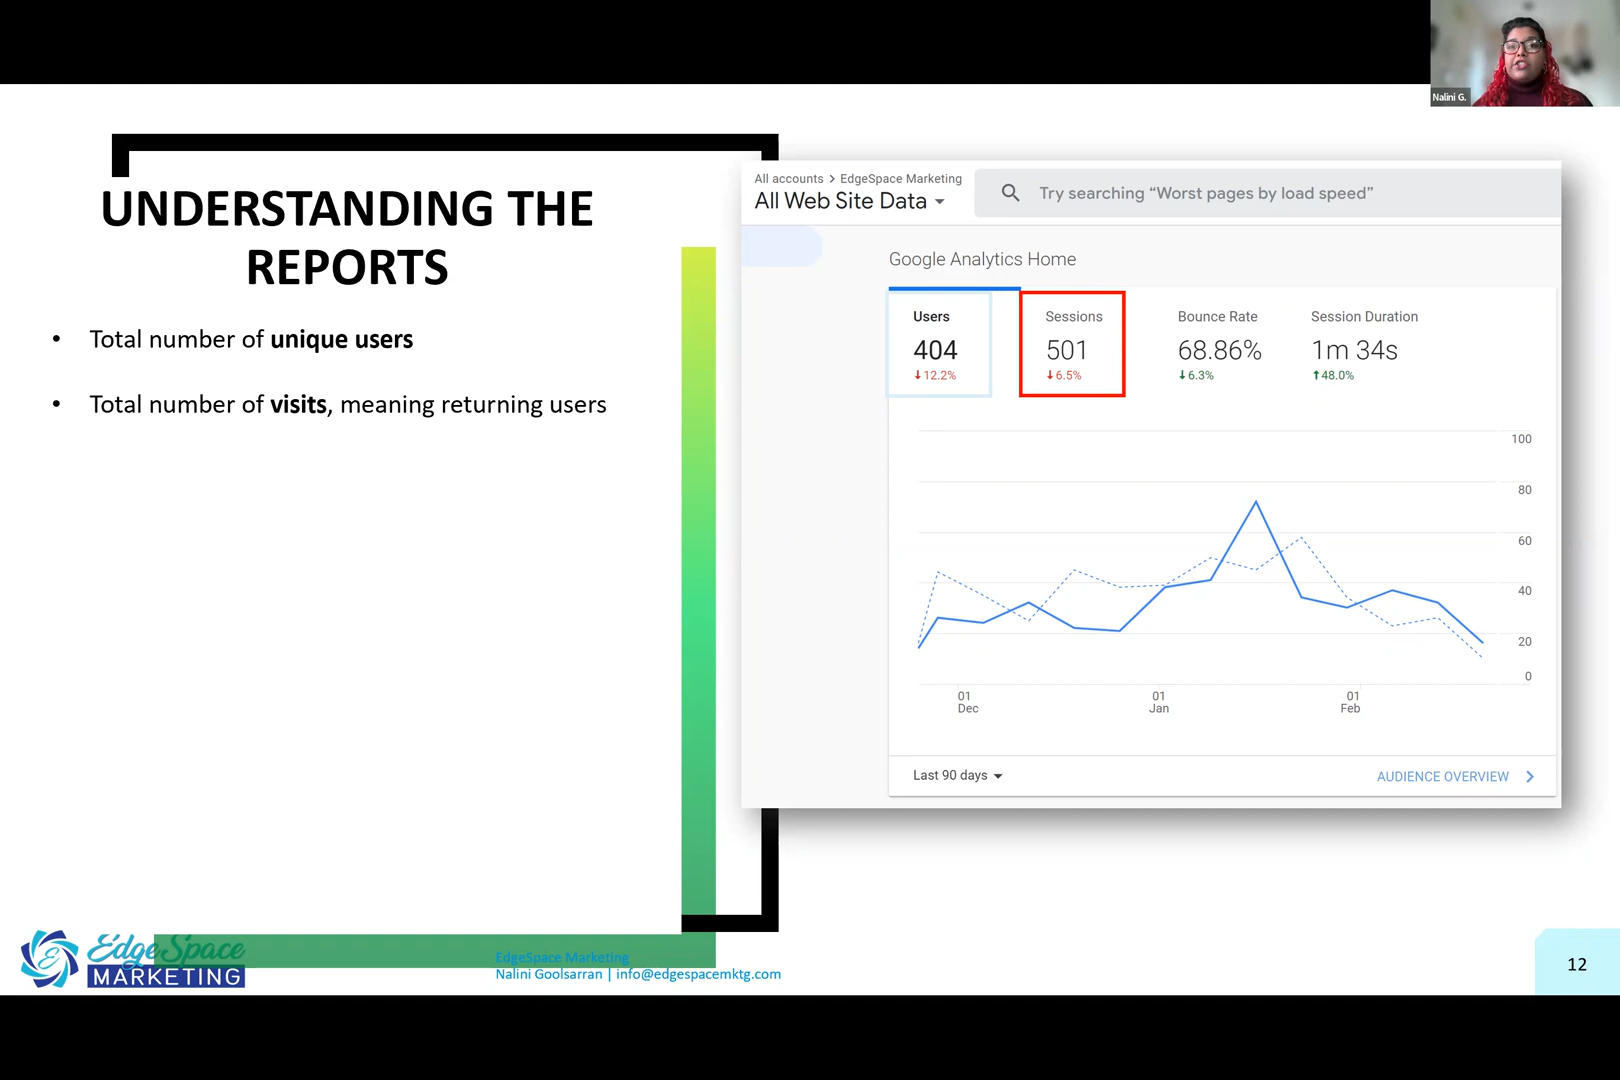 Nalini G.
UNDERSTANDING THE
REPORTS
• Total number of unique users
• Total number of visits, meaning returning users
All accounts > EdgeSpace Marketing
All Web Site Data
Try searching “Worst pages by load speed”
Google Analytics Home
Users
404
↓12.2%
Sessions
501
↓6.5%
Bounce Rate
68.86%
↓6.3%
Session Duration
1m 34s
↑48.0%
100
80
60
40
20
0
01
Dec
01
Jan
01
Feb
Last 90 days
AUDIENCE OVERVIEW
EdgeSpace
MARKETING
EdgeSpace Marketing
Nalini Goolsarran | info@edgespacemktg.com
12